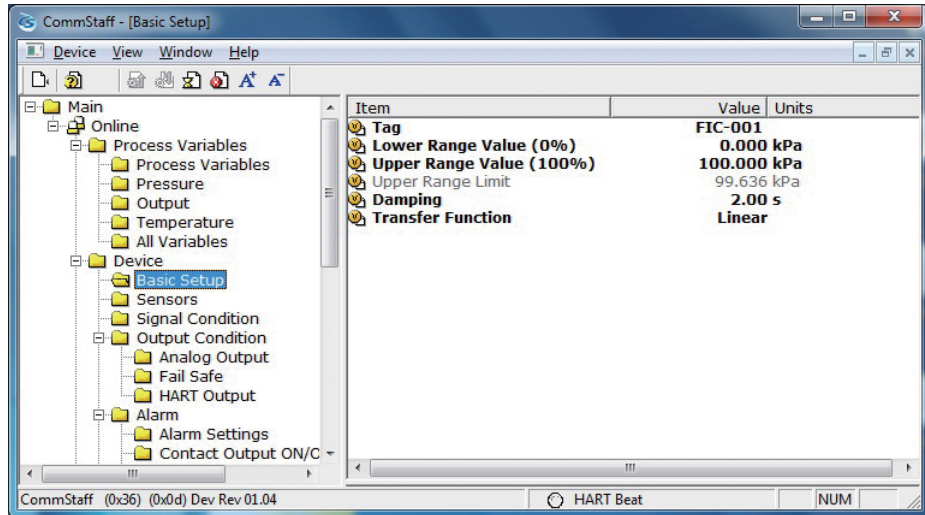 CommStaff - [Basic Setup]
Device View Window Help
A+ A-
Main
Online
Process Variables
Process Variables
Pressure
Output
Temperature
All Variables
Device
Basic Setup
Sensors
Signal Condition
Output Condition
Analog Output
Fail Safe
HART Output
Alarm
Alarm Settings
Contact Output ON/O
Item Value Units
Tag FIC-001
Lower Range Value (0%) 0.000 kPa
Upper Range Value (100%) 100.000 kPa
Upper Range Limit 99.636 kPa
Damping 2.00 s
Transfer Function Linear
CommStaff (0x36) (0x0d) Dev Rev 01.04
HART Beat
NUM